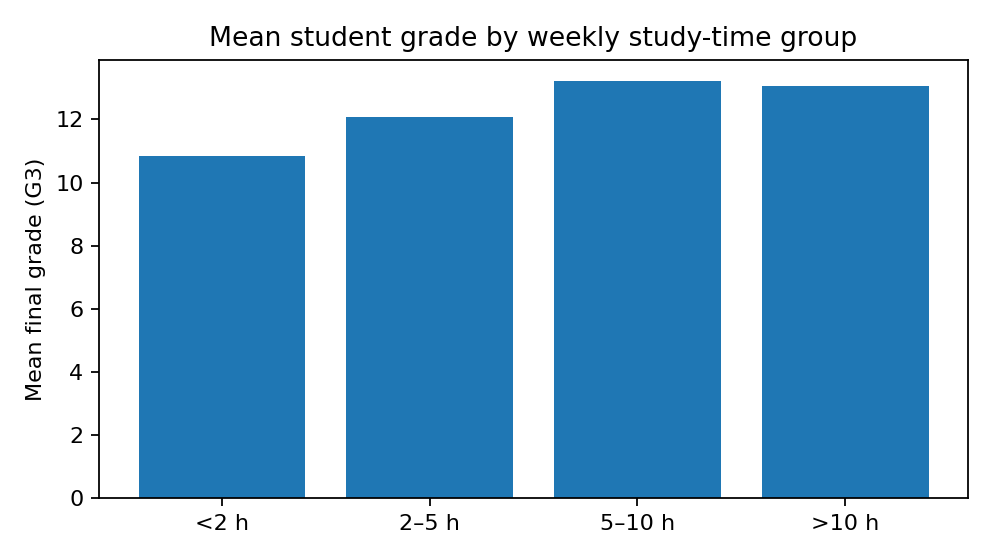 Mean student grade by weekly study-time group
Mean final grade (G3)
12
10
8
6
4
2
0
<2 h
2–5 h
5–10 h
>10 h